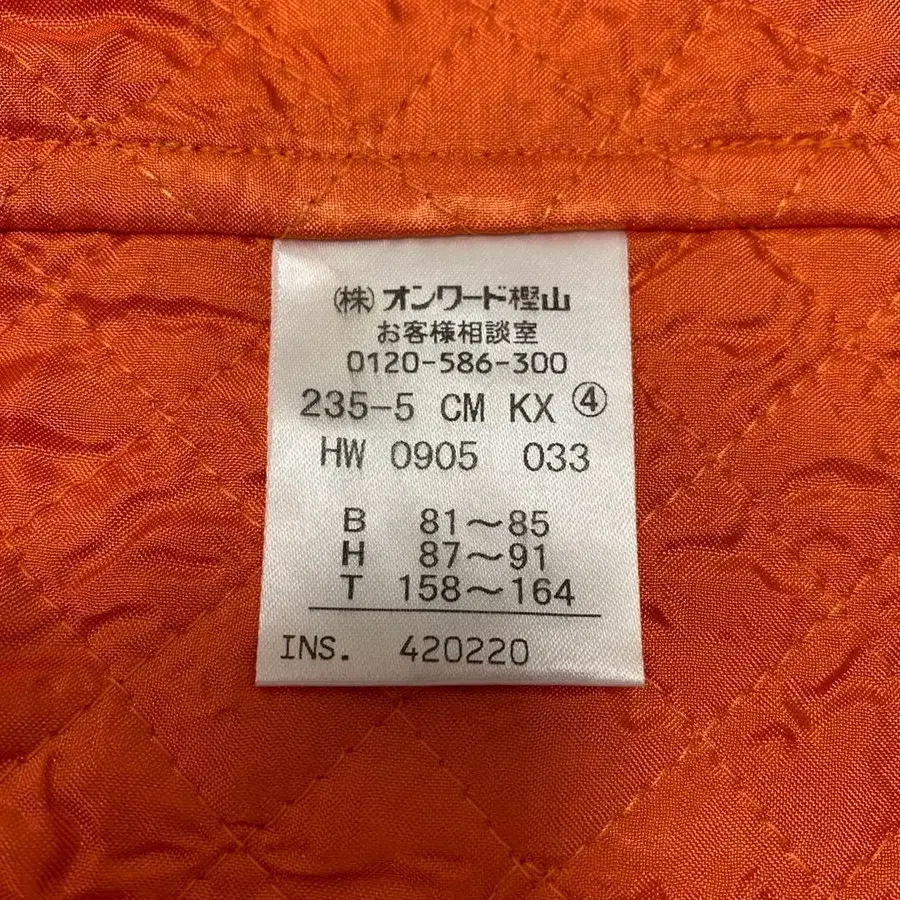 (株)オンワード樫山
お客様相談室
0120-586-300
235-5 CM KX ④
HW 0905 033
B 81〜85
H 87〜91
T 158〜164
INS. 420220